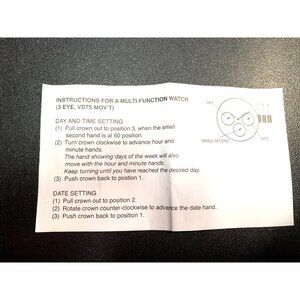 INSTRUCTIONS FOR A MULTI-FUNCTION WATCH
(3 EYE, VD75 MOV'T)
DAY
SMALL SECOND
DATE
DAY AND TIME SETTING
(1) Pull crown out to position 3, when the small
second hand is at 60 position.
(2) Turn crown clockwise to advance hour and
minute hands.
The hand showing days of the week will also
move with the hour and minute hands.
Keep turning until you have reached the desired day.
(3) Push crown back to postion 1.
DATE SETTING
(1) Pull crown out to position 2.
(2) Rotate crown counter-clockwise to advance the date hand.
(3) Push crown back to position 1.